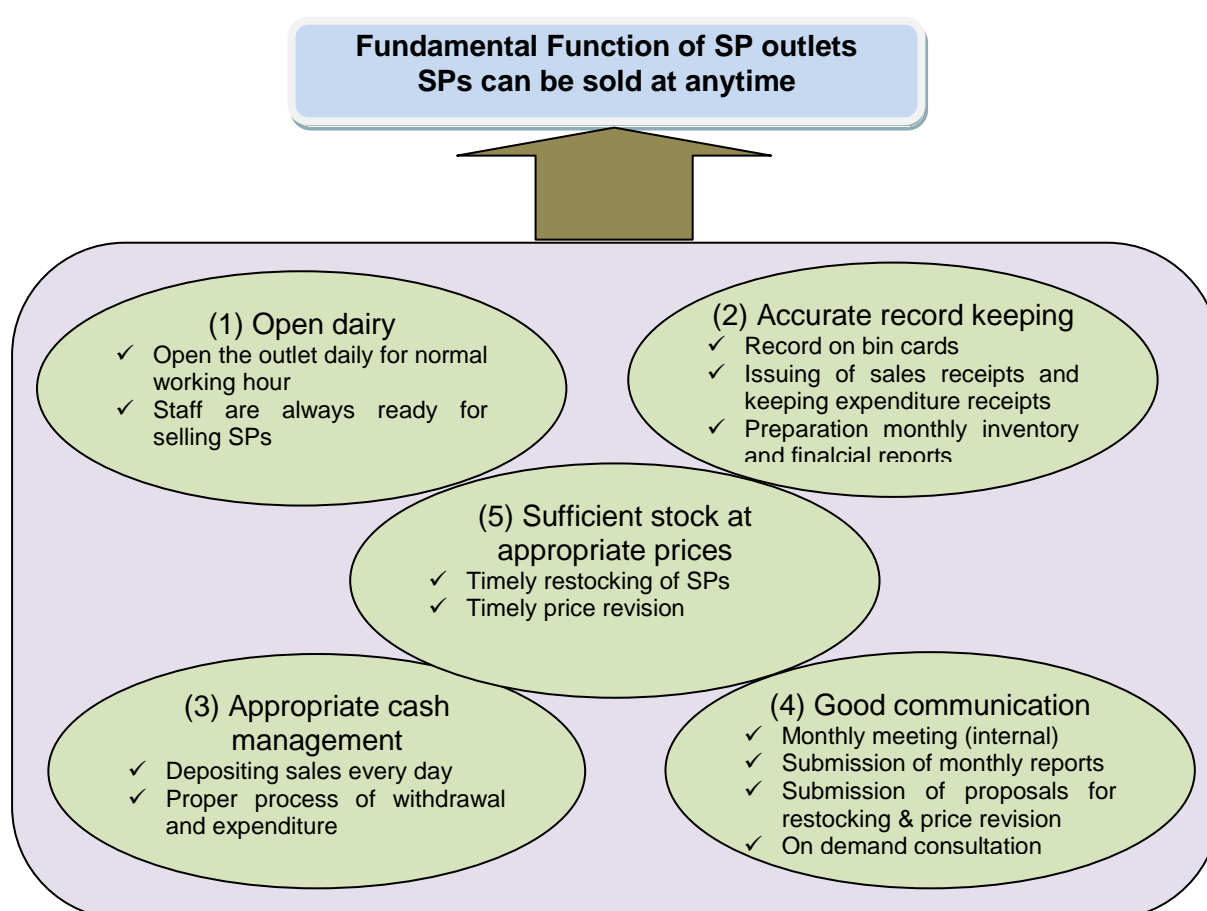 Fundamental Function of SP outlets
SPs can be sold at anytime
(1) Open dairy
✓ Open the outlet daily for normal
working hour
✓ Staff are always ready for
selling SPs
(2) Accurate record keeping
✓ Record on bin cards
✓ Issuing of sales receipts and
keeping expenditure receipts
✓ Preparation monthly inventory
and finalcial reports
(5) Sufficient stock at
appropriate prices
✓ Timely restocking of SPs
✓ Timely price revision
(3) Appropriate cash
management
✓ Depositing sales every day
✓ Proper process of withdrawal
and expenditure
(4) Good communication
✓ Monthly meeting (internal)
✓ Submission of monthly reports
✓ Submission of proposals for
restocking & price revision
✓ On demand consultation